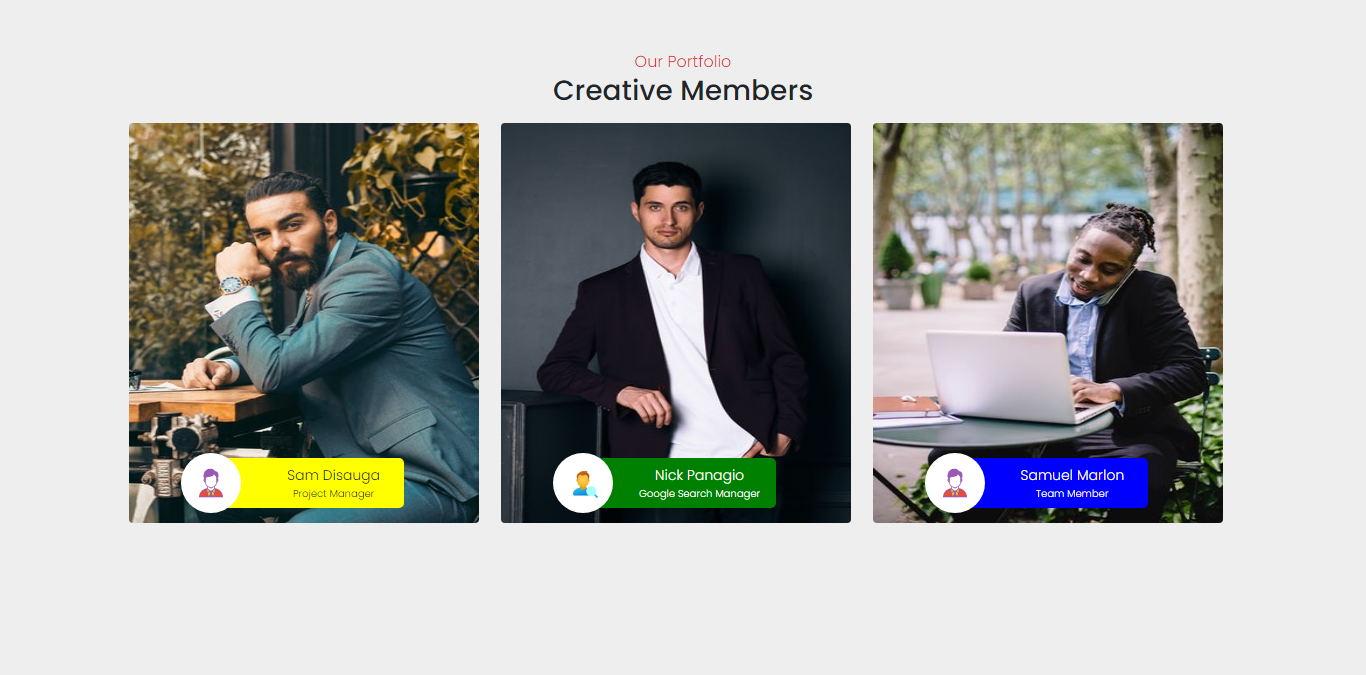 Our Portfolio
Creative Members
Sam Disauga
Project Manager
Nick Panagio
Google Search Manager
Samuel Marlon
Team Member